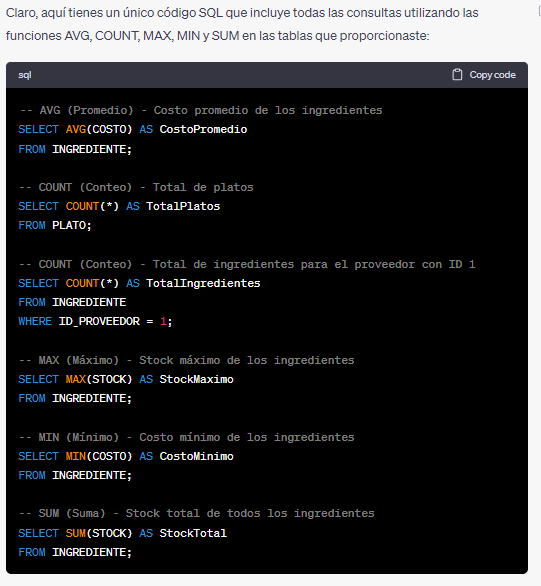 Claro, aquí tienes un único código SQL que incluye todas las consultas utilizando las
funciones AVG, COUNT, MAX, MIN y SUM en las tablas que proporcionaste:
sql
Copy code
-- AVG (Promedio) - Costo promedio de los ingredientes
SELECT AVG(COSTO) AS CostoPromedio
FROM INGREDIENTE;
-- COUNT (Conteo) - Total de platos
SELECT COUNT(*) AS TotalPlatos
FROM PLATO;
-- COUNT (Conteo) - Total de ingredientes para el proveedor con ID 1
SELECT COUNT(*) AS TotalIngredientes
FROM INGREDIENTE
WHERE ID_PROVEEDOR = 1;
-- MAX (Máximo) - Stock máximo de los ingredientes
SELECT MAX(STOCK) AS StockMaximo
FROM INGREDIENTE;
-- MIN (Mínimo) - Costo mínimo de los ingredientes
SELECT MIN(COSTO) AS CostoMinimo
FROM INGREDIENTE;
-- SUM (Suma) - Stock total de todos los ingredientes
SELECT SUM(STOCK) AS StockTotal
FROM INGREDIENTE;